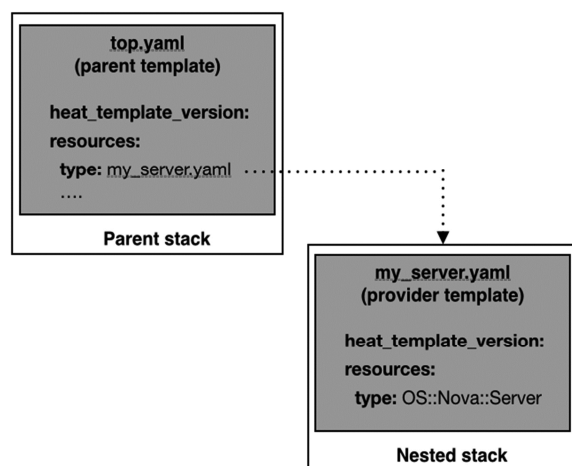 top.yaml
(parent template)
heat_template_version:
resources:
type: my_server.yaml
....
Parent stack
my_server.yaml
(provider template)
heat_template_version:
resources:
type: OS::Nova::Server
Nested stack